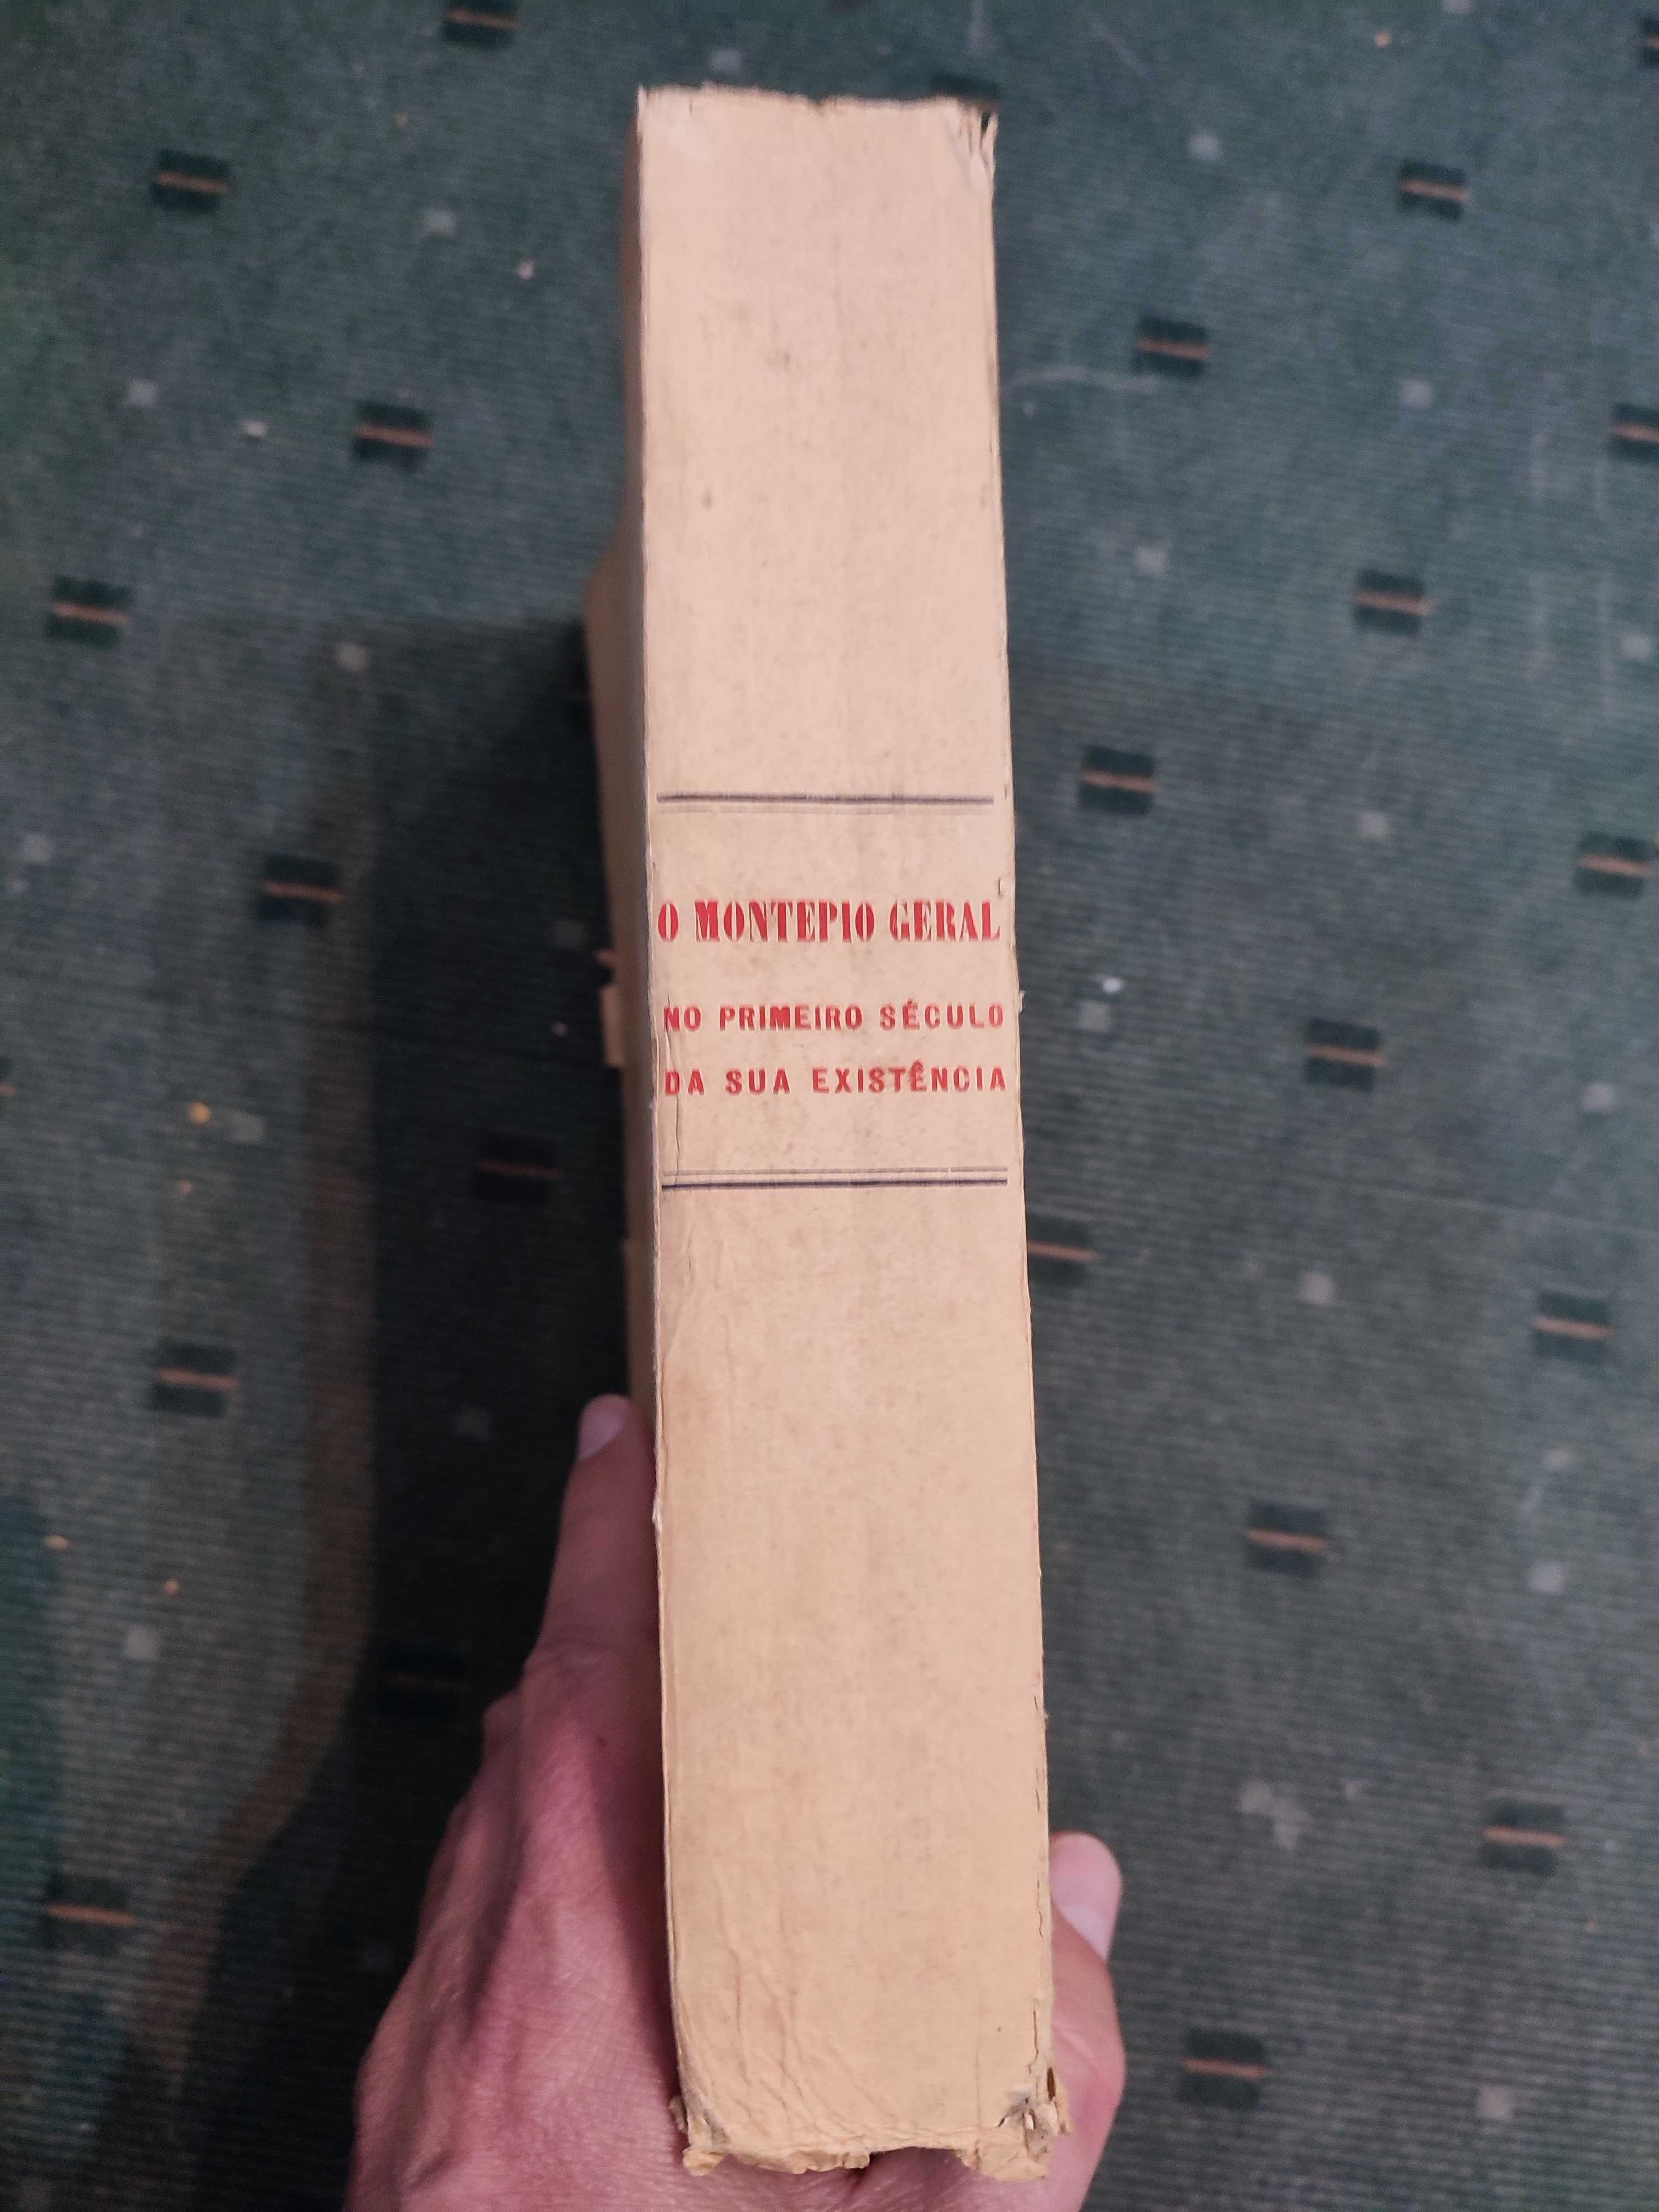 O MONTEPIO GERAL
NO PRIMEIRO SÉCULO
DA SUA EXISTÊNCIA